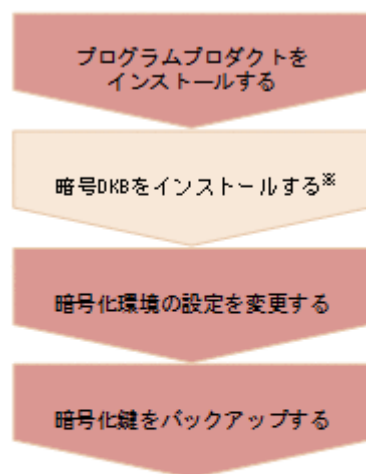 プログラムプロダクトを
インストールする
暗号DKBをインストールする※
暗号化環境の設定を変更する
暗号化鍵をバックアップする